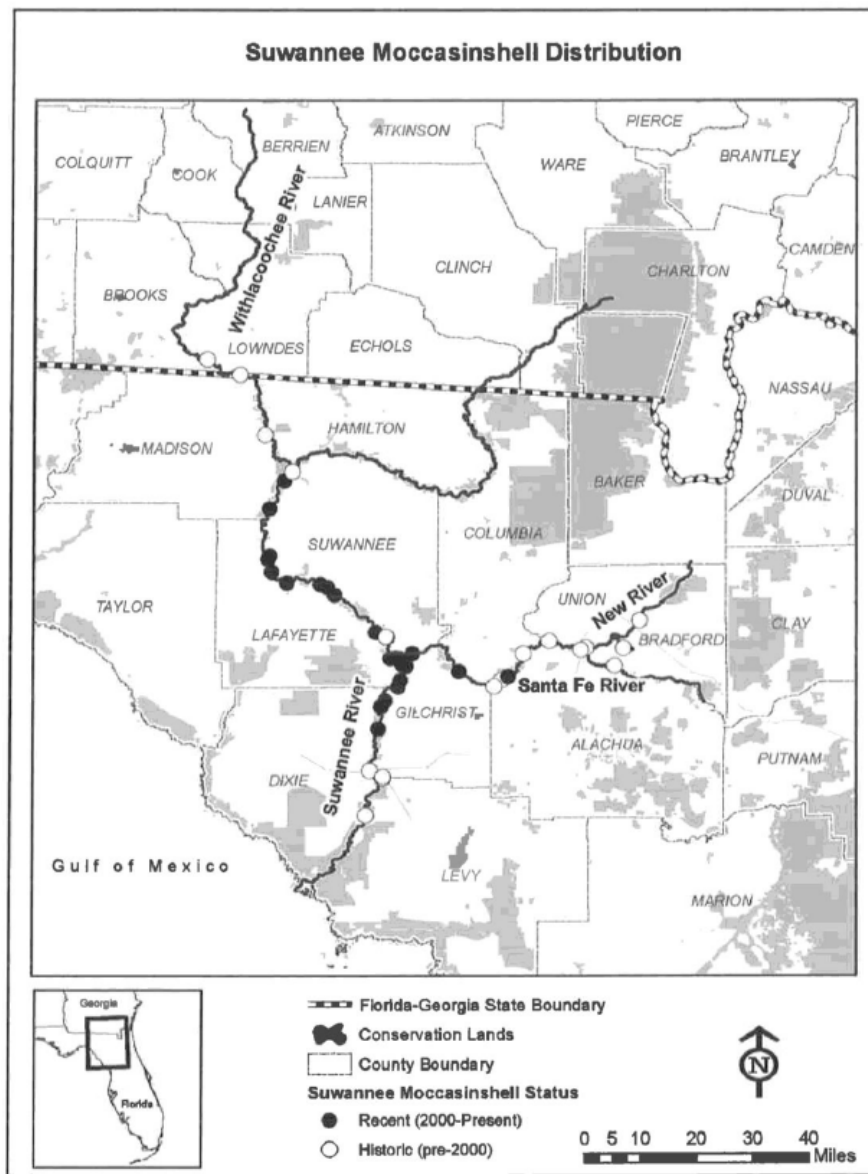 Suwannee Moccasinshell Distribution
PIERCE
ATKINSON
BERRIEN
WARE
BRANTLEY
COLQUITT
COOK
LANIER
CAMDEN
CLINCH
CHARLTON
Withlacoochee River
BROOKS
LOWNDES
ECHOLS
NASSAU
HAMILTON
MADISON
BAKER
DUVAL
COLUMBIA
SUWANNEE
UNION
New River
TAYLOR
CLAY
LAFAYETTE
BRADFORD
Santa Fe River
Suwannee River
GILCHRIST
ALACHUA
PUTNAM
DIXIE
Gulf of Mexico
LEVY
MARION
Georgia
Florida
Florida-Georgia State Boundary
Conservation Lands
County Boundary
Suwannee Moccasinshell Status
Recent (2000-Present)
Historic (pre-2000)
N
0 5 10 20 30 40
Miles